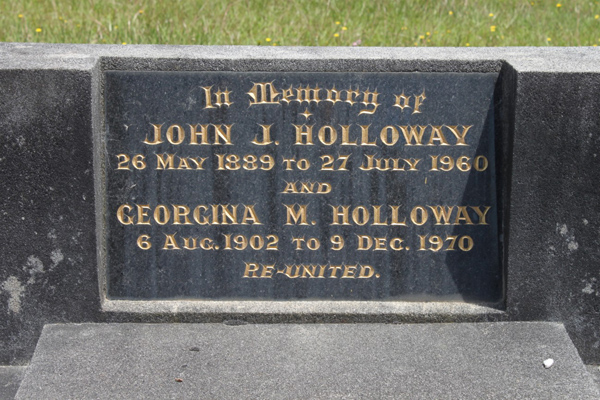 In Memory of
JOHN J. HOLLOWAY
26 MAY 1889 TO 27 JULY 1960
AND
GEORGINA M. HOLLOWAY
6 AUG. 1902 TO 9 DEC. 1970
RE-UNITED.